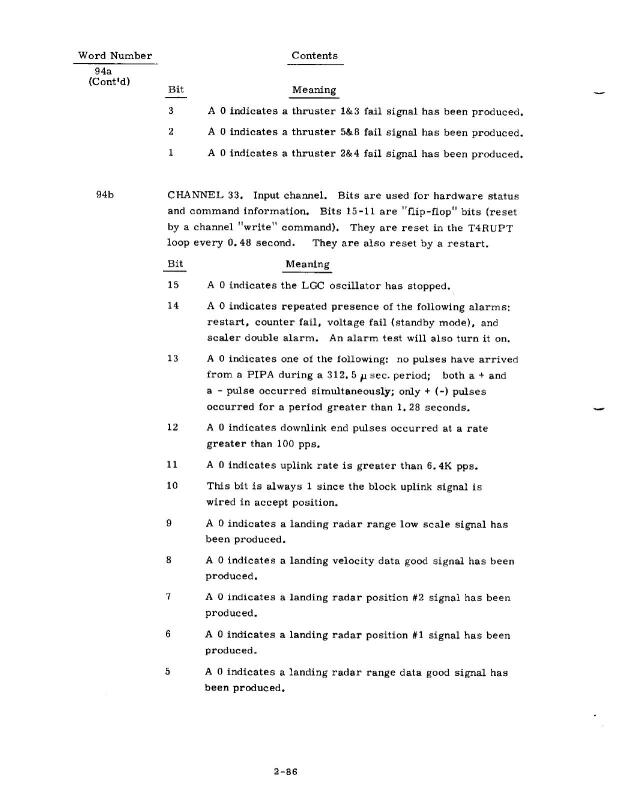 Word Number Contents
94a
(Cont'd)
Bit Meaning
3 A 0 indicates a thruster 1&3 fail signal has been produced.
2 A 0 indicates a thruster 5&8 fail signal has been produced.
1 A 0 indicates a thruster 2&4 fail signal has been produced.
94b CHANNEL 33. Input channel. Bits are used for hardware status
and command information. Bits 15-11 are "flip-flop" bits (reset
by a channel "write" command). They are reset in the T4RUPT
loop every 0.48 second. They are also reset by a restart.
Bit Meaning
15 A 0 indicates the LGC oscillator has stopped.
14 A 0 indicates repeated presence of the following alarms:
restart, counter fail, voltage fail (standby mode), and
scaler double alarm. An alarm test will also turn it on.
13 A 0 indicates one of the following: no pulses have arrived
from a PIPA during a 312.5 μ sec. period; both a + and
a - pulse occurred simultaneously; only + (-) pulses
occurred for a period greater than 1.28 seconds.
12 A 0 indicates downlink end pulses occurred at a rate
greater than 100 pps.
11 A 0 indicates uplink rate is greater than 6.4K pps.
10 This bit is always 1 since the block uplink signal is
wired in accept position.
9 A 0 indicates a landing radar range low scale signal has
been produced.
8 A 0 indicates a landing velocity data good signal has been
produced.
7 A 0 indicates a landing radar position #2 signal has been
produced.
6 A 0 indicates a landing radar position #1 signal has been
produced.
5 A 0 indicates a landing radar range data good signal has
been produced.
2-86